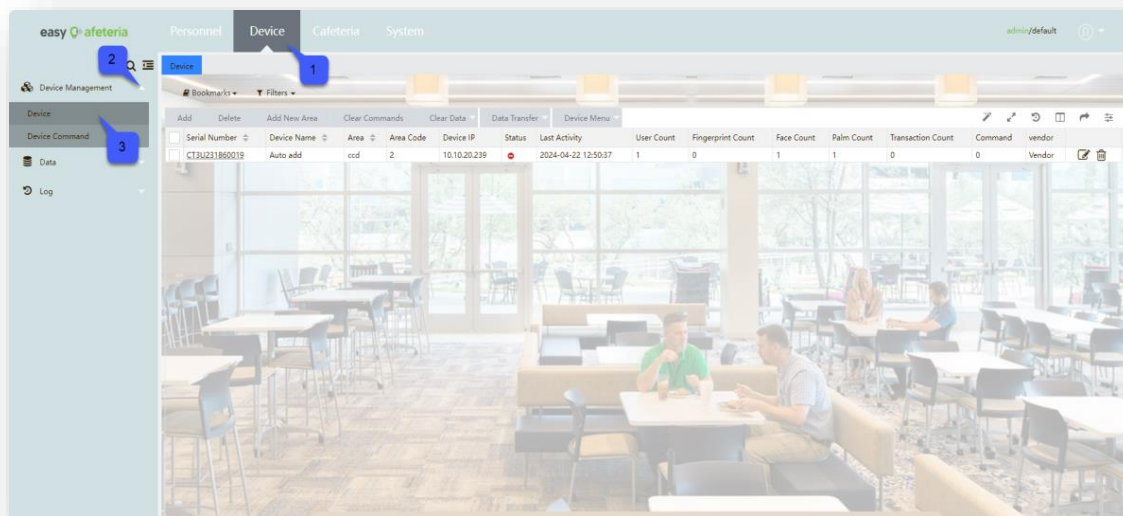 easy Cafeteria
Personnel Device Cafeteria System
admin/default
2
1
3
Device Management
Device
Device Command
Data
Log
Device
Bookmarks Filters
Add Delete Add New Area Clear Commands Clear Data Data Transfer Device Menu
Serial Number Device Name Area Area Code Device IP Status Last Activity User Count Fingerprint Count Face Count Palm Count Transaction Count Command vendor
CT3U231860019 Auto add ccd 2 10.10.20.239 2024-04-22 12:50:37 1 0 1 1 0 0 Vendor